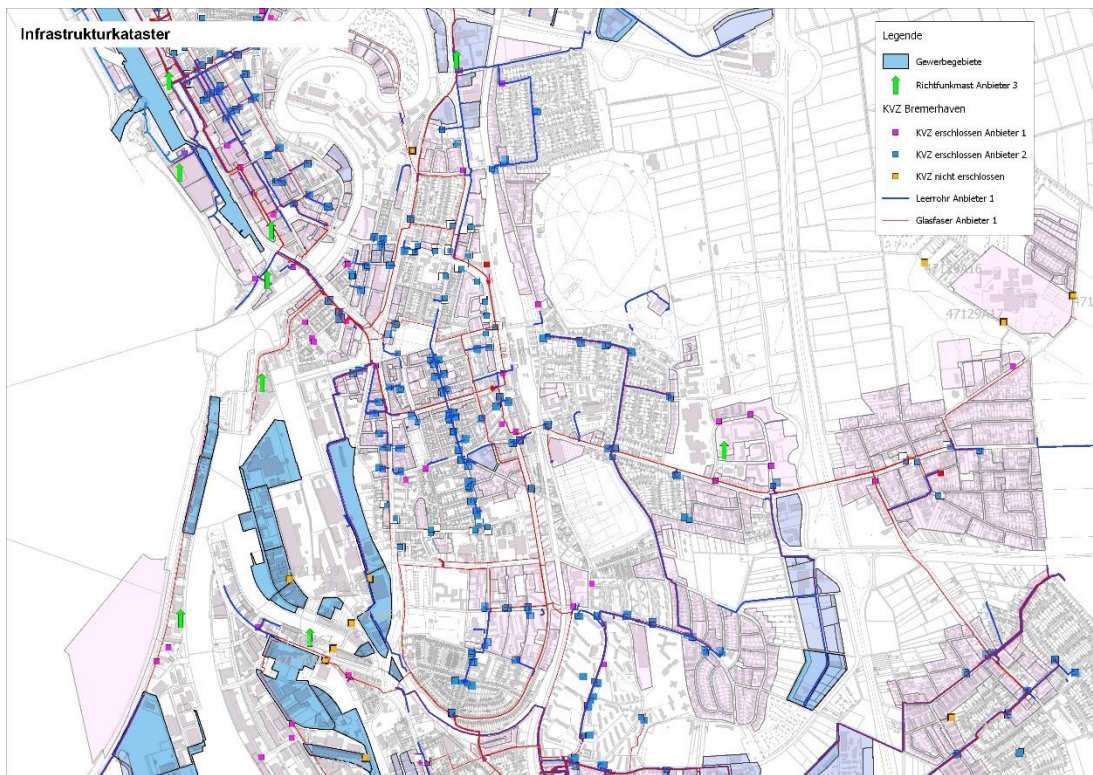 Infrastrukturkataster
Legende
Gewerbegebiete
Richtfunkmast Anbieter 3
KVZ Bremerhaven
KVZ erschlossen Anbieter 1
KVZ erschlossen Anbieter 2
KVZ nicht erschlossen
Leerrohr Anbieter 1
Glasfaser Anbieter 1